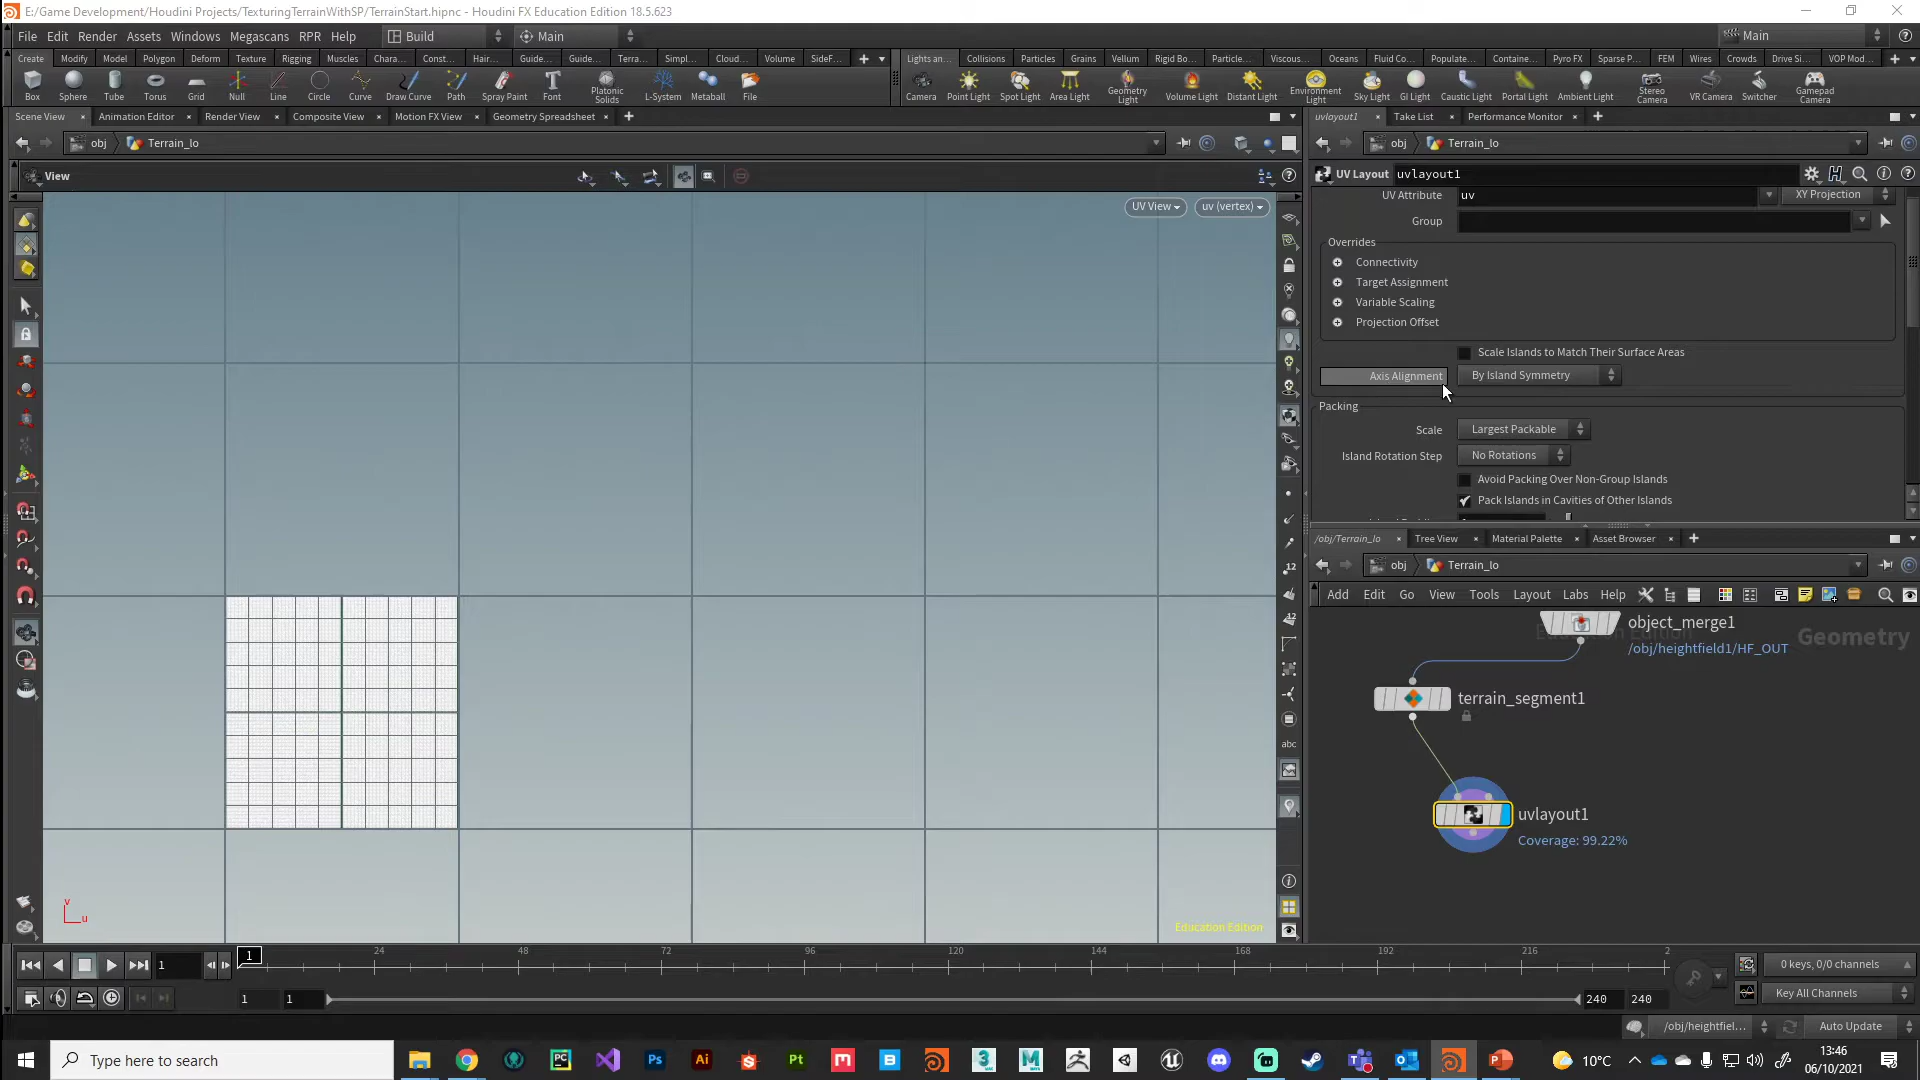 E:/Game Development/Houdini Projects/TexturingTerrainWithSP/TerrainStart.hipnc - Houdini FX Education Edition 18.5.623
File Edit Render Assets Windows Megascans RPR Help Build Main Main
Create Modify Model Polygon Deform Texture Rigging Muscles Chara... Const... Hair... Guide... Guide... Terra... Simpl... Cloud... Volume SideF...
Lights an... Collisions Particles Grains Vellum Rigid Bo... Particle... Viscous... Oceans Fluid Co... Populate... Containe... Pyro FX Sparse P... FEM Wires Crowds Drive Si... VOP Mod...
Box Sphere Tube Torus Grid Null Line Circle Curve Draw Curve Path Spray Paint Font Platonic Solids L-System Metaball File
Camera Point Light Spot Light Area Light Geometry Light Volume Light Distant Light Environment Light Sky Light GI Light Caustic Light Portal Light Ambient Light Stereo Camera VR Camera Switcher Gamepad Camera
Scene View Animation Editor Render View Composite View Motion FX View Geometry Spreadsheet
uvlayout1 Take List Performance Monitor
obj Terrain_lo
obj Terrain_lo
View
UV Layout uvlayout1
UV View uv (vertex)
UV Attribute uv XY Projection
Group
Overrides
Connectivity
Target Assignment
Variable Scaling
Projection Offset
Scale Islands to Match Their Surface Areas
Axis Alignment By Island Symmetry
Packing
Scale Largest Packable
Island Rotation Step No Rotations
Avoid Packing Over Non-Group Islands
Pack Islands in Cavities of Other Islands
/obj/Terrain_lo Tree View Material Palette Asset Browser
obj Terrain_lo
Add Edit Go View Tools Layout Labs Help
Education Edition
Geometry
object_merge1
/obj/heightfield1/HF_OUT
terrain_segment1
uvlayout1
Coverage: 99.22%
12
12
abc
v
u
Education Edition
1 1 24 48 72 96 120 144 168 192 216 2
0 keys, 0/0 channels
1 1 240 240
Key All Channels
/obj/heightfiel... Auto Update
Type here to search
10°C
13:46
06/10/2021